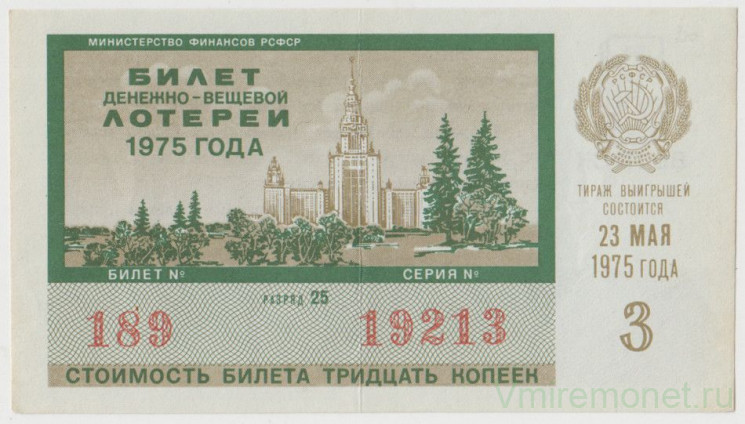 МИНИСТЕРСТВО ФИНАНСОВ РСФСР
БИЛЕТ
ДЕНЕЖНО-ВЕЩЕВОЙ
ЛОТЕРЕИ
1975 ГОДА
БИЛЕТ №
СЕРИЯ №
РАЗРЯД 25
189
19213
СТОИМОСТЬ БИЛЕТА ТРИДЦАТЬ КОПЕЕК
РСФСР
ТИРАЖ ВЫИГРЫШЕЙ
СОСТОИТСЯ
23 МАЯ
1975 ГОДА
3
Vmiremonet.ru